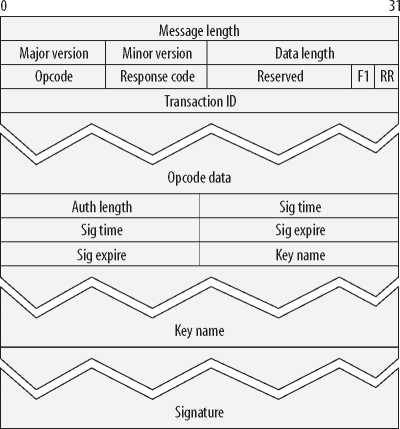 0 31
Message length
Major version Minor version Data length
Opcode Response code Reserved F1 RR
Transaction ID
Opcode data
Auth length Sig time
Sig time Sig expire
Sig expire Key name
Key name
Signature